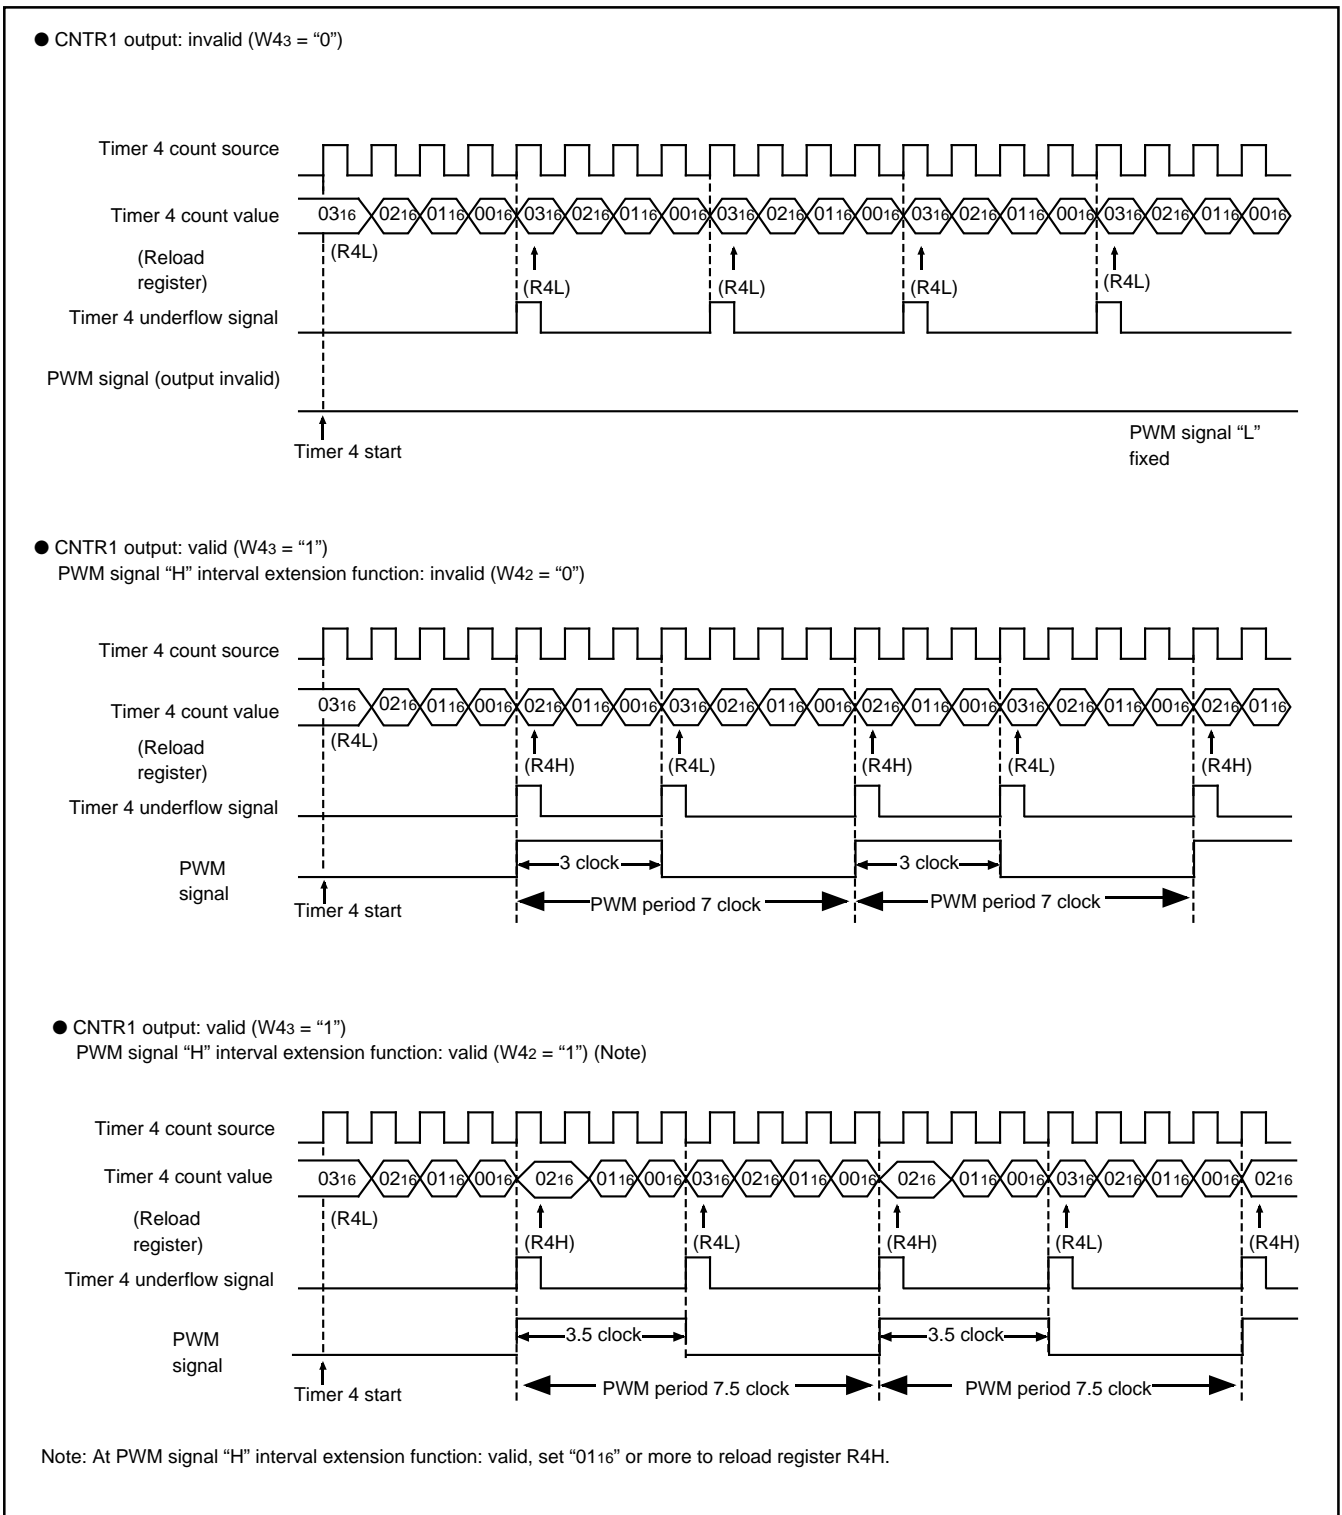 ● CNTR1 output: invalid (W43 = “0”)
Timer 4 count source
Timer 4 count value
0316 0216 0116 0016 0316 0216 0116 0016 0316 0216 0116 0016 0316 0216 0116 0016 0316 0216 0116 0016
(Reload
register)
(R4L)
(R4L) (R4L) (R4L) (R4L)
Timer 4 underflow signal
PWM signal (output invalid)
Timer 4 start
PWM signal “L”
fixed
● CNTR1 output: valid (W43 = “1”)
PWM signal “H” interval extension function: invalid (W42 = “0”)
Timer 4 count source
Timer 4 count value
0316 0216 0116 0016 0216 0116 0016 0316 0216 0116 0016 0216 0116 0016 0316 0216 0116 0016 0216 0116
(Reload
register)
(R4L)
(R4H) (R4L) (R4H) (R4L) (R4H)
Timer 4 underflow signal
PWM
signal
3 clock 3 clock
Timer 4 start
PWM period 7 clock PWM period 7 clock
● CNTR1 output: valid (W43 = “1”)
PWM signal “H” interval extension function: valid (W42 = “1”) (Note)
Timer 4 count source
Timer 4 count value
0316 0216 0116 0016 0216 0116 0016 0316 0216 0116 0016 0216 0116 0016 0316 0216 0116 0016 0216
(Reload
register)
(R4L)
(R4H) (R4L) (R4H) (R4L) (R4H)
Timer 4 underflow signal
PWM
signal
3.5 clock 3.5 clock
Timer 4 start
PWM period 7.5 clock PWM period 7.5 clock
Note: At PWM signal “H” interval extension function: valid, set “0116” or more to reload register R4H.